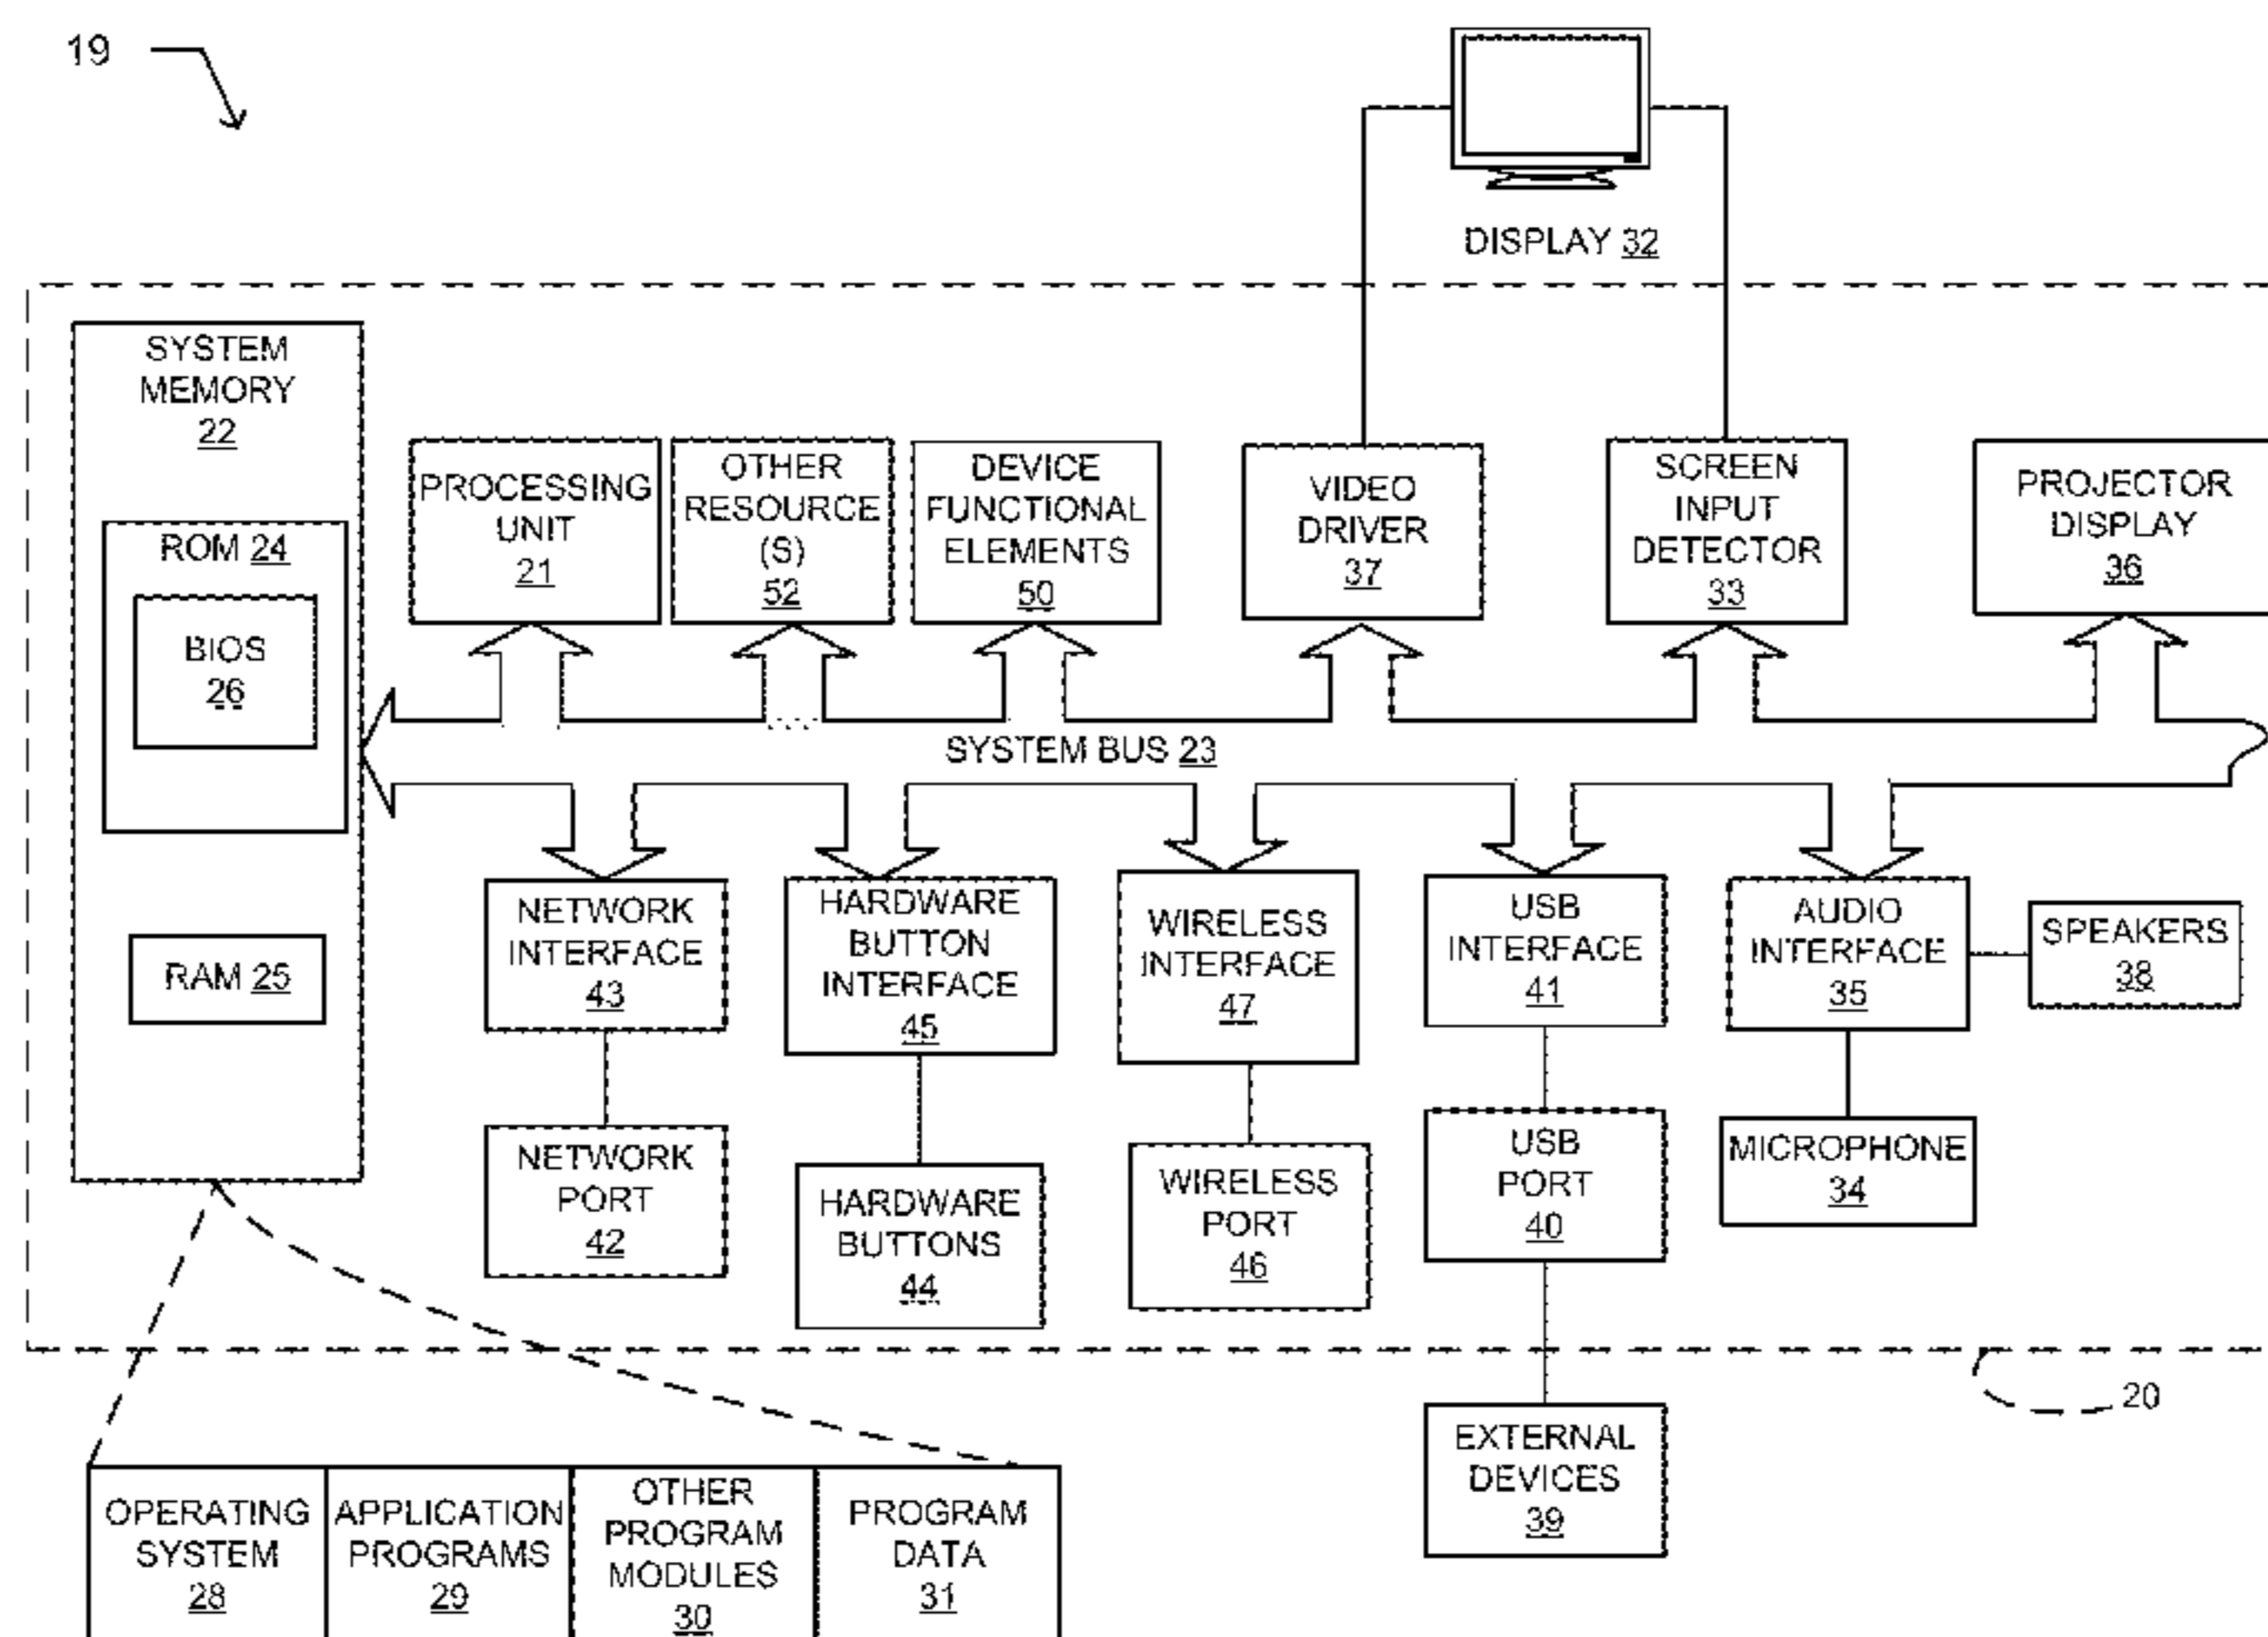 19
DISPLAY 32
SYSTEM
MEMORY
22
ROM 24
BIOS
26
RAM 25
PROCESSING
UNIT
21
OTHER
RESOURCE
(S)
52
DEVICE
FUNCTIONAL
ELEMENTS
50
VIDEO
DRIVER
37
SCREEN
INPUT
DETECTOR
33
PROJECTOR
DISPLAY
36
SYSTEM BUS 23
NETWORK
INTERFACE
43
HARDWARE
BUTTON
INTERFACE
45
WIRELESS
INTERFACE
47
USB
INTERFACE
41
AUDIO
INTERFACE
35
SPEAKERS
38
NETWORK
PORT
42
HARDWARE
BUTTONS
44
WIRELESS
PORT
46
USB
PORT
40
MICROPHONE
34
20
EXTERNAL
DEVICES
39
OPERATING
SYSTEM
28
APPLICATION
PROGRAMS
29
OTHER
PROGRAM
MODULES
30
PROGRAM
DATA
31